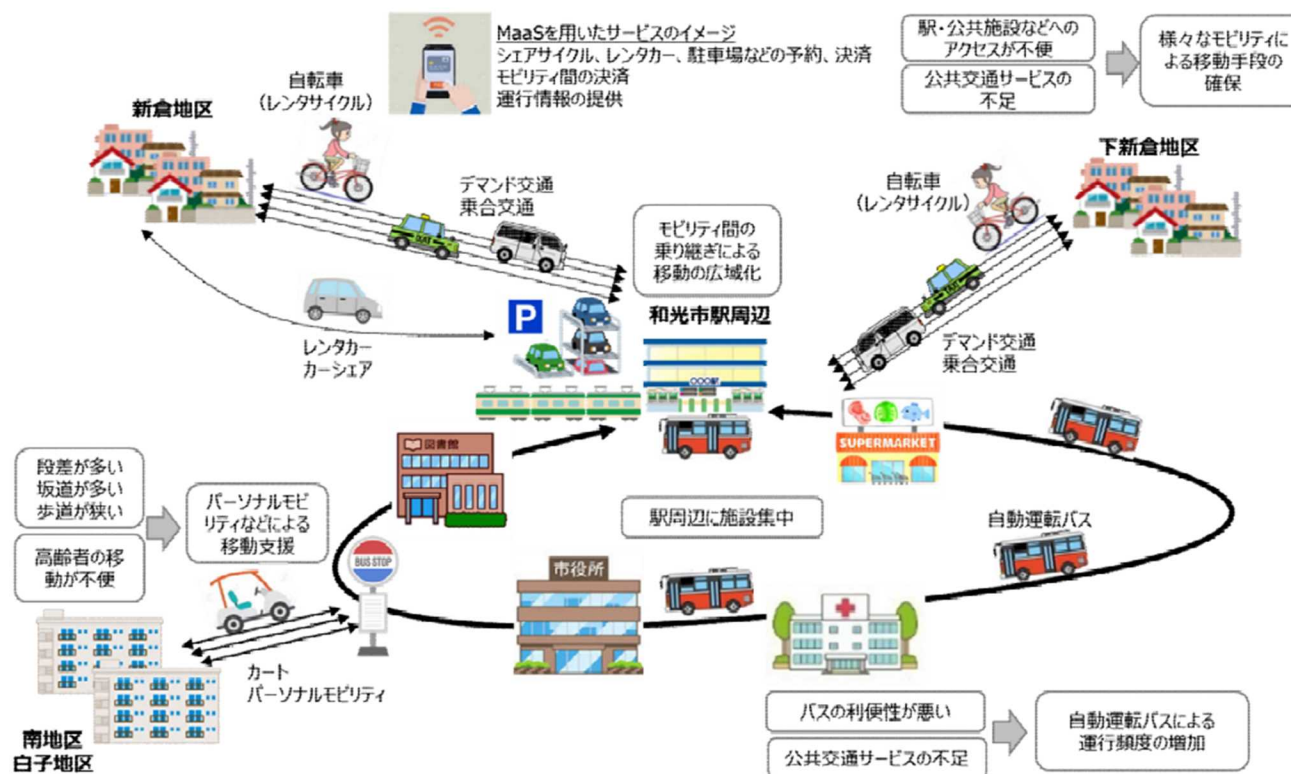 MaaSを用いたサービスのイメージ
シェアサイクル、レンタカー、駐車場などの予約、決済
モビリティ間の決済
運行情報の提供
駅・公共施設などへの
アクセスが不便
公共交通サービスの
不足
様々なモビリティに
よる移動手段の
確保
自転車
（レンタサイクル）
新倉地区
デマンド交通
乗合交通
モビリティ間の
乗り継ぎによる
移動の広域化
下新倉地区
自転車
（レンタサイクル）
レンタカー
カーシェア
P
和光市駅周辺
デマンド交通
乗合交通
TAXI
SUPERMARKET
図書館
段差が多い
坂道が多い
歩道が狭い
高齢者の移
動が不便
パーソナルモビ
リティなどによる
移動支援
BUS STOP
駅周辺に施設集中
自動運転バス
市役所
カート
パーソナルモビリティ
南地区
白子地区
バスの利便性が悪い
公共交通サービスの不足
自動運転バスによる
運行頻度の増加